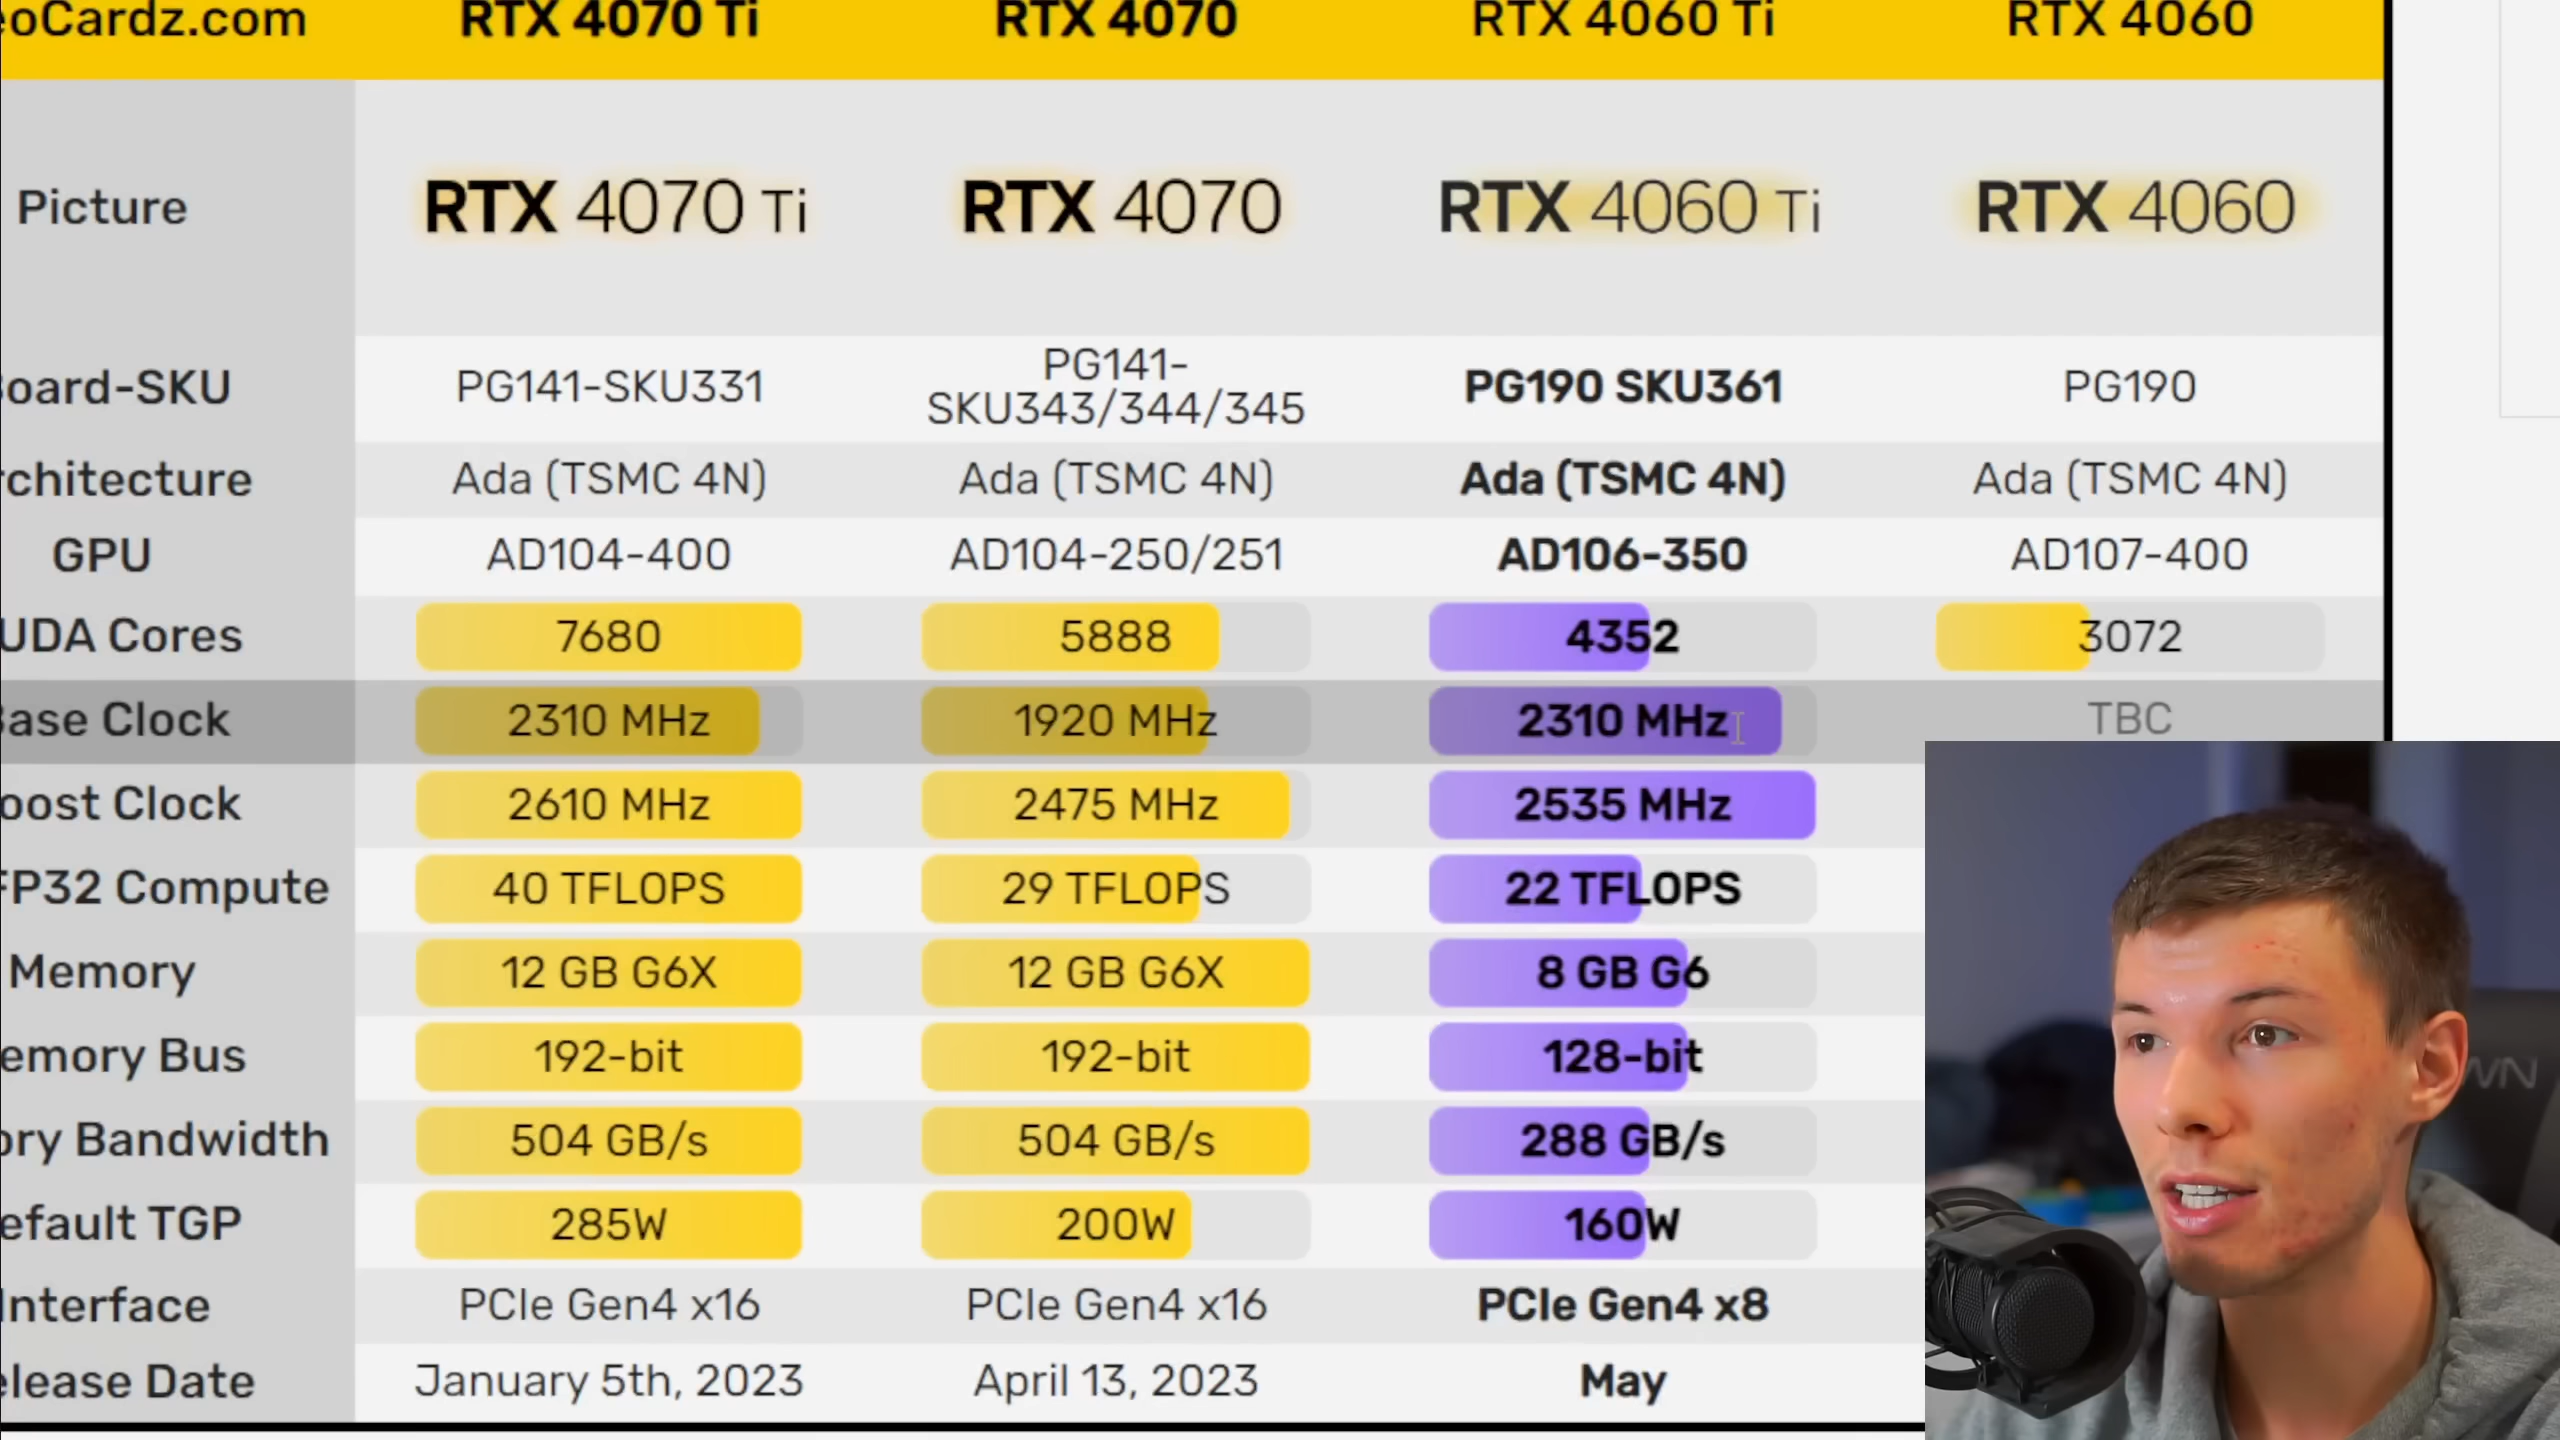 eoCardz.com RTX 4070 Ti RTX 4070 RTX 4060 Ti RTX 4060
Picture RTX 4070 Ti RTX 4070 RTX 4060 Ti RTX 4060
oard-SKU PG141-SKU331 PG141-SKU343/344/345 PG190 SKU361 PG190
rchitecture Ada (TSMC 4N) Ada (TSMC 4N) Ada (TSMC 4N) Ada (TSMC 4N)
GPU AD104-400 AD104-250/251 AD106-350 AD107-400
UDA Cores 7680 5888 4352 3072
ase Clock 2310 MHz 1920 MHz 2310 MHz TBC
oost Clock 2610 MHz 2475 MHz 2535 MHz
FP32 Compute 40 TFLOPS 29 TFLOPS 22 TFLOPS
Memory 12 GB G6X 12 GB G6X 8 GB G6
emory Bus 192-bit 192-bit 128-bit
ory Bandwidth 504 GB/s 504 GB/s 288 GB/s
efault TGP 285W 200W 160W
Interface PCIe Gen4 x16 PCIe Gen4 x16 PCIe Gen4 x8
elease Date January 5th, 2023 April 13, 2023 May